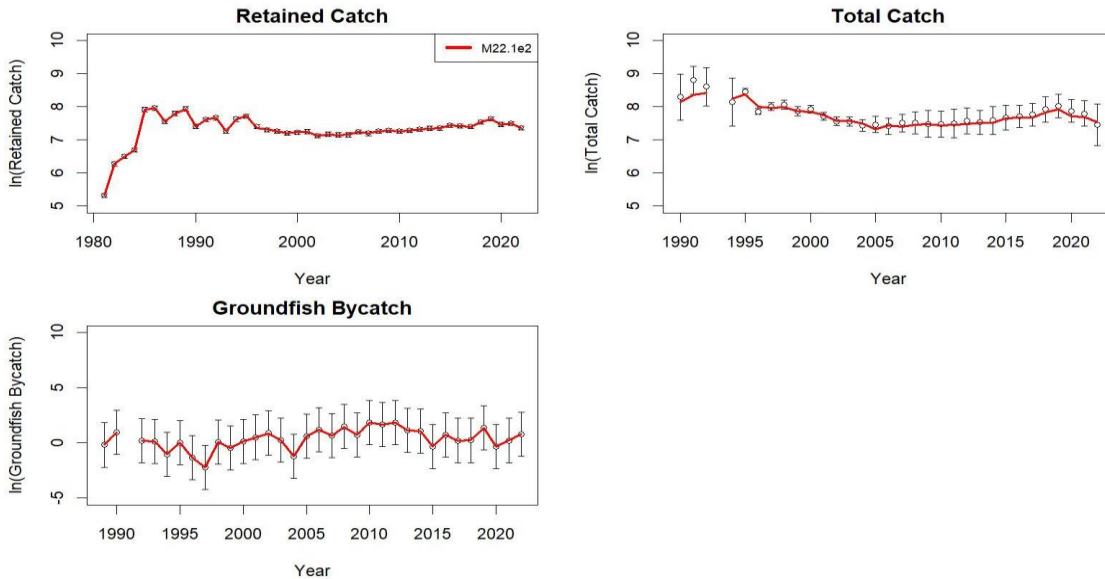 Retained Catch
ln(Retained Catch)
10
9
8
7
6
5
M22.1e2
1980 1990 2000 2010 2020
Year
Total Catch
ln(Total Catch)
10
9
8
7
6
5
1990 1995 2000 2005 2010 2015 2020
Year
Groundfish Bycatch
ln(Groundfish Bycatch)
10
5
0
-5
1990 1995 2000 2005 2010 2015 2020
Year